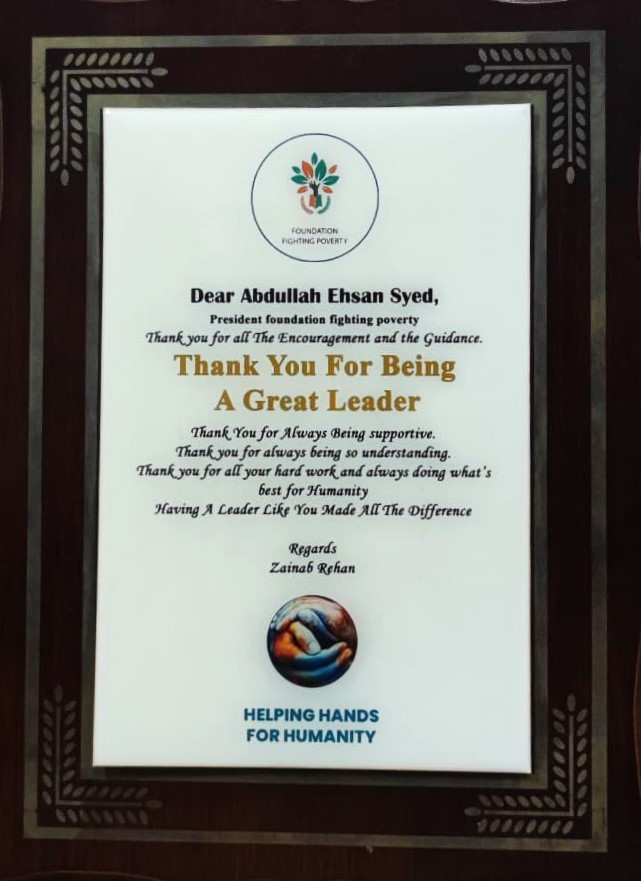 FOUNDATION
FIGHTING POVERTY
Dear Abdullah Ehsan Syed,
President foundation fighting poverty
Thank you for all The Encouragement and the Guidance.
Thank You For Being
A Great Leader
Thank You for Always Being supportive.
Thank you for always being so understanding.
Thank you for all your hard work and always doing what's
best for Humanity
Having A Leader Like You Made All The Difference
Regards
Zainab Rehan
HELPING HANDS
FOR HUMANITY